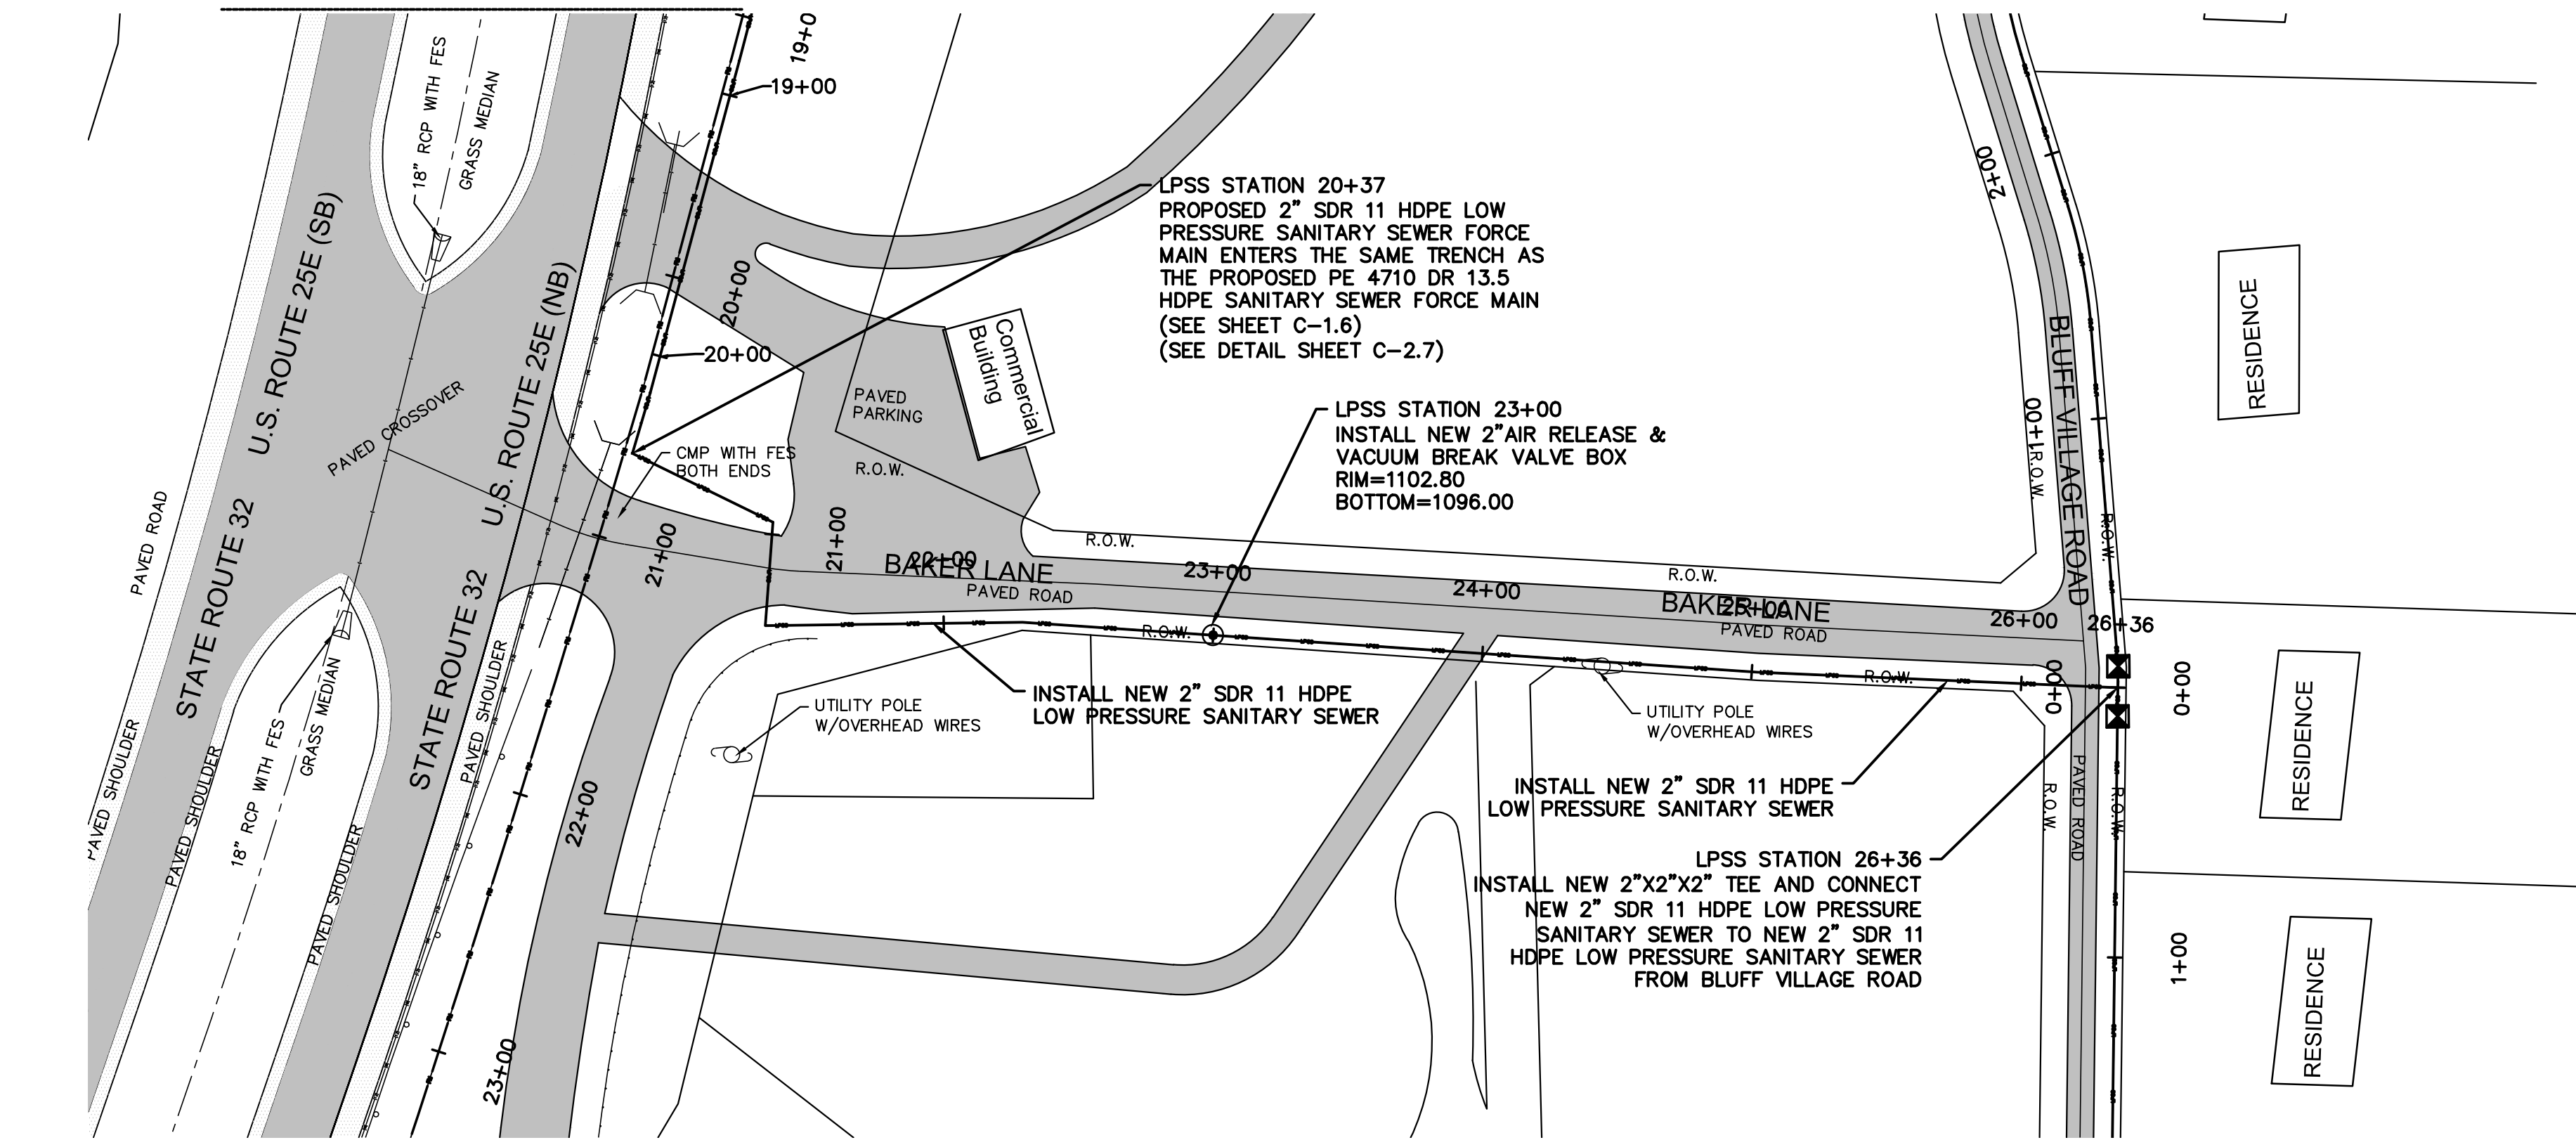 19+0
19+00
18" RCP WITH FES
GRASS MEDIAN
U.S. ROUTE 25E (SB)
STATE ROUTE 32
U.S. ROUTE 25E (NB)
STATE ROUTE 32
PAVED CROSSOVER
PAVED ROAD
PAVED SHOULDER
PAVED SHOULDER
PAVED SHOULDER
PAVED SHOULDER
18" RCP WITH FES
GRASS MEDIAN
20+00
20+00
CMP WITH FES
BOTH ENDS
21+00
21+00
22+00
23+00
PAVED
PARKING
R.O.W.
Commercial
Building
LPSS STATION 20+37
PROPOSED 2" SDR 11 HDPE LOW
PRESSURE SANITARY SEWER FORCE
MAIN ENTERS THE SAME TRENCH AS
THE PROPOSED PE 4710 DR 13.5
HDPE SANITARY SEWER FORCE MAIN
(SEE SHEET C-1.6)
(SEE DETAIL SHEET C-2.7)
LPSS STATION 23+00
INSTALL NEW 2"AIR RELEASE &
VACUUM BREAK VALVE BOX
RIM=1102.80
BOTTOM=1096.00
R.O.W.
22+00
BAKER LANE
PAVED ROAD
23+00
24+00
R.O.W.
25+00
BAKER LANE
PAVED ROAD
26+00
26+36
R.O.W.
R.O.W.
UTILITY POLE
W/OVERHEAD WIRES
INSTALL NEW 2" SDR 11 HDPE
LOW PRESSURE SANITARY SEWER
UTILITY POLE
W/OVERHEAD WIRES
INSTALL NEW 2" SDR 11 HDPE
LOW PRESSURE SANITARY SEWER
LPSS STATION 26+36
INSTALL NEW 2"X2"X2" TEE AND CONNECT
NEW 2" SDR 11 HDPE LOW PRESSURE
SANITARY SEWER TO NEW 2" SDR 11
HDPE LOW PRESSURE SANITARY SEWER
FROM BLUFF VILLAGE ROAD
2+00
1+00
R.O.W.
BLUFF VILLAGE ROAD
R.O.W.
0+00
0+00
R.O.W.
PAVED ROAD
R.O.W.
1+00
RESIDENCE
RESIDENCE
RESIDENCE